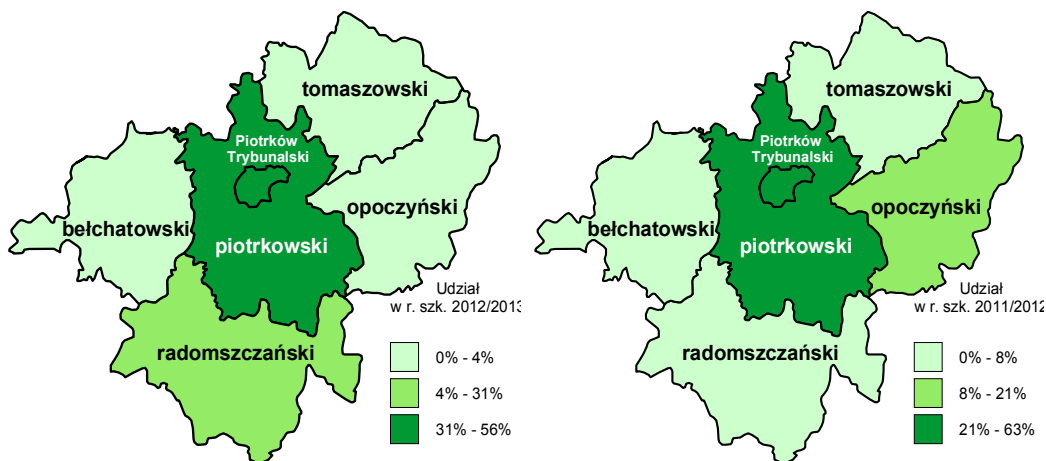 tomaszowski
Piotrków
Trybunalski
opoczyński
bełchatowski
piotrkowski
Udział
w r. szk. 2012/2013
radomszczański
0% - 4%
4% - 31%
31% - 56%
tomaszowski
Piotrków
Trybunalski
opoczyński
bełchatowski
piotrkowski
Udział
w r. szk. 2011/2012
radomszczański
0% - 8%
8% - 21%
21% - 63%